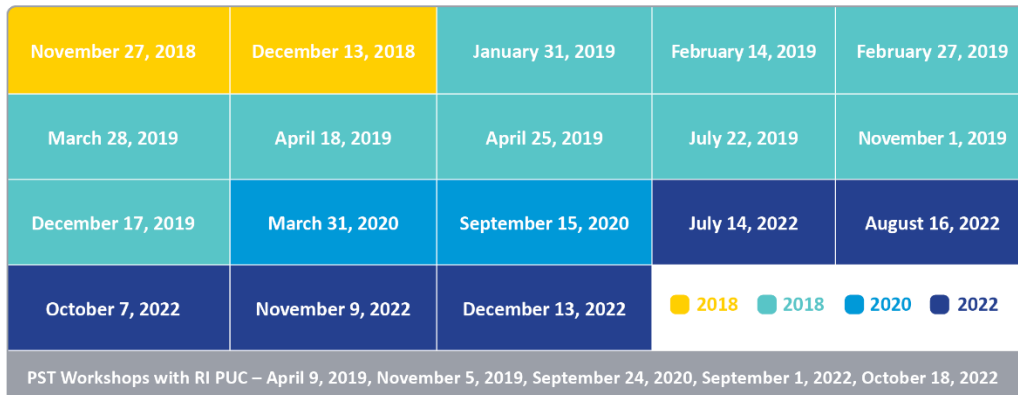 November 27, 2018 December 13, 2018 January 31, 2019 February 14, 2019 February 27, 2019
March 28, 2019 April 18, 2019 April 25, 2019 July 22, 2019 November 1, 2019
December 17, 2019 March 31, 2020 September 15, 2020 July 14, 2022 August 16, 2022
October 7, 2022 November 9, 2022 December 13, 2022 2018 2018 2020 2022
PST Workshops with RI PUC – April 9, 2019, November 5, 2019, September 24, 2020, September 1, 2022, October 18, 2022